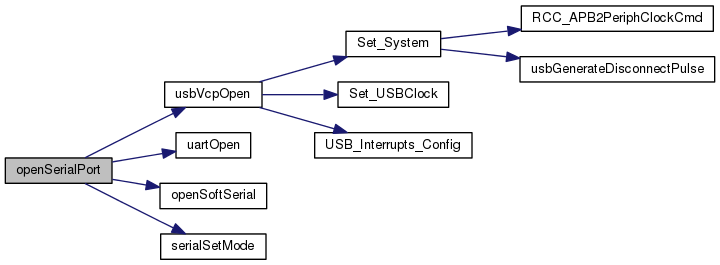 RCC_APB2PeriphClockCmd
Set_System
usbGenerateDisconnectPulse
usbVcpOpen
Set_USBClock
USB_Interrupts_Config
uartOpen
openSerialPort
openSoftSerial
serialSetMode